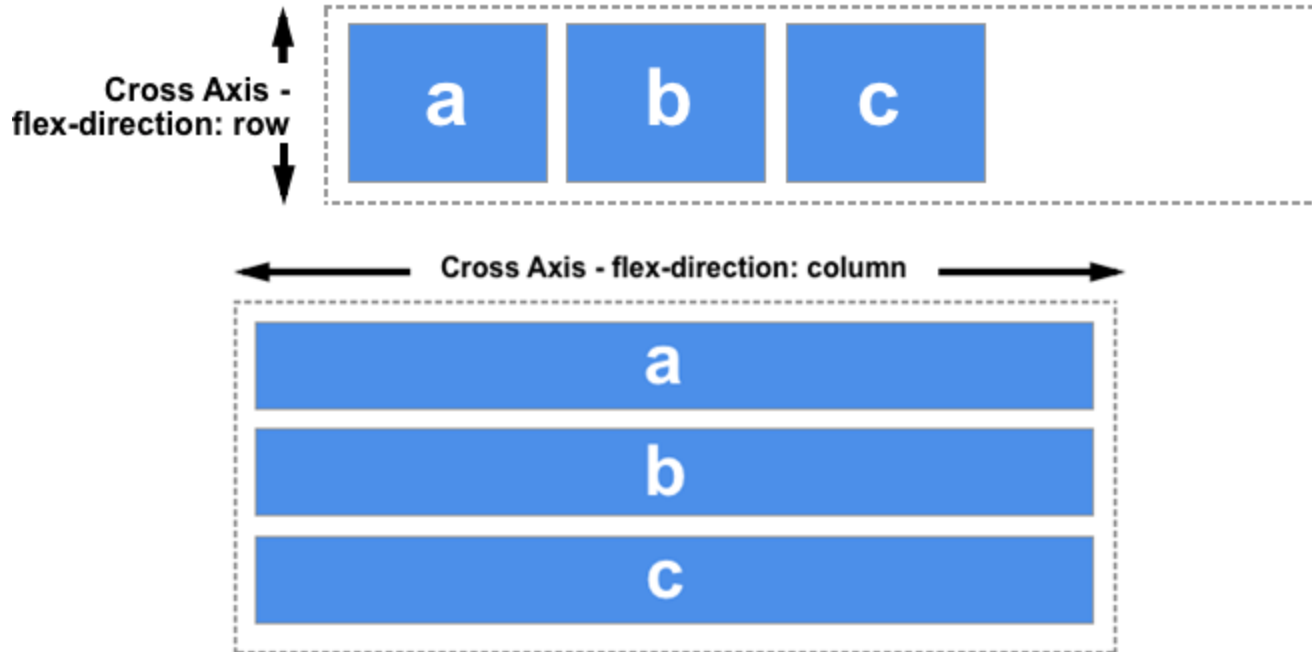 Cross Axis -
flex-direction: row
a
b
c
Cross Axis - flex-direction: column
a
b
c